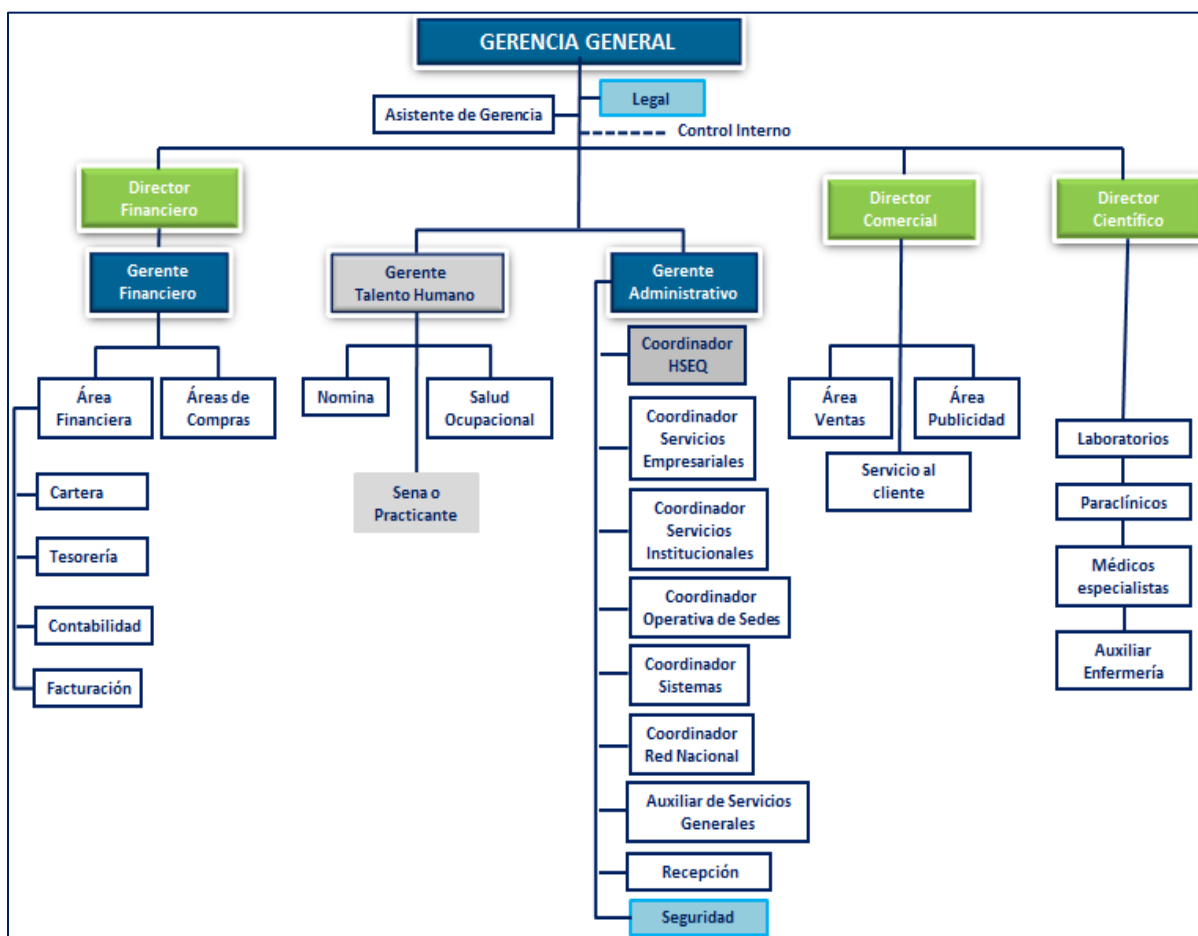 GERENCIA GENERAL
Legal
Asistente de Gerencia
Control Interno
Director
Financiero
Director
Comercial
Director
Científico
Gerente
Financiero
Gerente
Talento Humano
Gerente
Administrativo
Área
Financiera
Áreas de
Compras
Cartera
Tesorería
Contabilidad
Facturación
Nomina
Salud
Ocupacional
Sena o
Practicante
Coordinador
HSEQ
Coordinador
Servicios
Empresariales
Coordinador
Servicios
Institucionales
Coordinador
Operativa de Sedes
Coordinador
Sistemas
Coordinador
Red Nacional
Auxiliar de Servicios
Generales
Recepción
Seguridad
Área
Ventas
Área
Publicidad
Servicio al
cliente
Laboratorios
Paraclínicos
Médicos
especialistas
Auxiliar
Enfermería